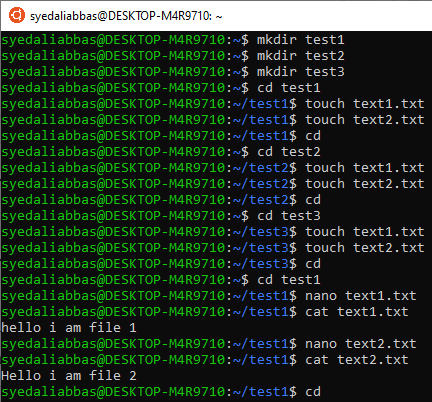 syedaliabbas@DESKTOP-M4R9710: ~
syedaliabbas@DESKTOP-M4R9710:~$ mkdir test1
syedaliabbas@DESKTOP-M4R9710:~$ mkdir test2
syedaliabbas@DESKTOP-M4R9710:~$ mkdir test3
syedaliabbas@DESKTOP-M4R9710:~$ cd test1
syedaliabbas@DESKTOP-M4R9710:~/test1$ touch text1.txt
syedaliabbas@DESKTOP-M4R9710:~/test1$ touch text2.txt
syedaliabbas@DESKTOP-M4R9710:~/test1$ cd
syedaliabbas@DESKTOP-M4R9710:~$ cd test2
syedaliabbas@DESKTOP-M4R9710:~/test2$ touch text1.txt
syedaliabbas@DESKTOP-M4R9710:~/test2$ touch text2.txt
syedaliabbas@DESKTOP-M4R9710:~/test2$ cd
syedaliabbas@DESKTOP-M4R9710:~$ cd test3
syedaliabbas@DESKTOP-M4R9710:~/test3$ touch text1.txt
syedaliabbas@DESKTOP-M4R9710:~/test3$ touch text2.txt
syedaliabbas@DESKTOP-M4R9710:~/test3$ cd
syedaliabbas@DESKTOP-M4R9710:~$ cd test1
syedaliabbas@DESKTOP-M4R9710:~/test1$ nano text1.txt
syedaliabbas@DESKTOP-M4R9710:~/test1$ cat text1.txt
hello i am file 1
syedaliabbas@DESKTOP-M4R9710:~/test1$ nano text2.txt
syedaliabbas@DESKTOP-M4R9710:~/test1$ cat text2.txt
Hello i am file 2
syedaliabbas@DESKTOP-M4R9710:~/test1$ cd